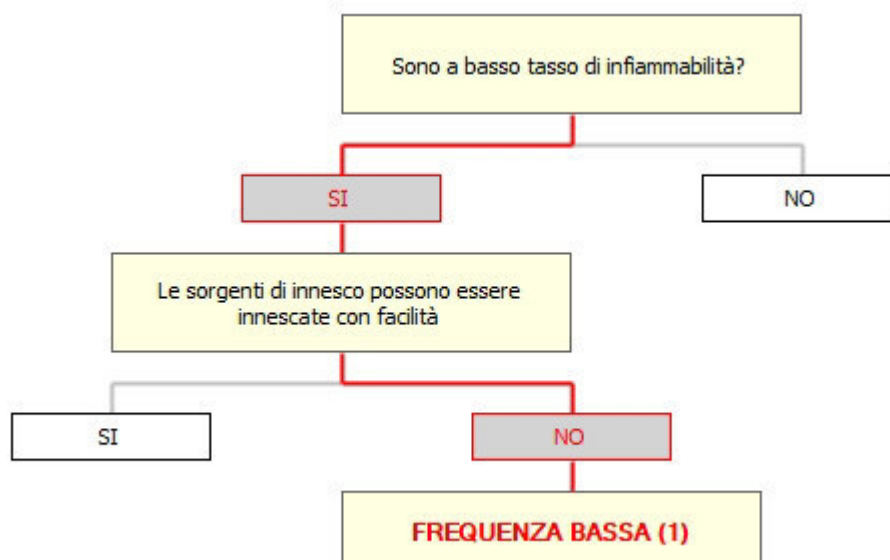 Sono a basso tasso di infiammabilità?
SI
NO
Le sorgenti di innesco possono essere
innescate con facilità
SI
NO
FREQUENZA BASSA (1)